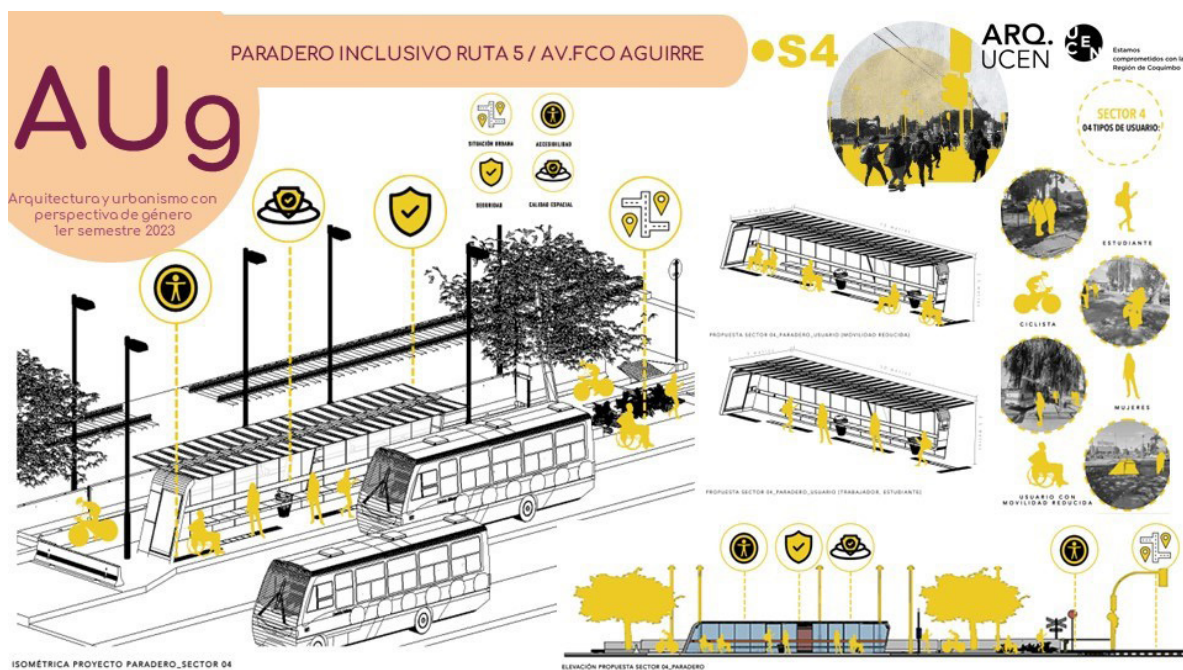 PARADERO INCLUSIVO RUTA 5 / AV.FCO AGUIRRE
S4
ARQ.
UCEN
UCEN
Estamos
comprometidos con la
Región de Coquimbo
AUg
Arquitectura y urbanismo con
perspectiva de género
1er semestre 2023
SITUACIÓN URBANA
ACCESIBILIDAD
SEGURIDAD
CALIDAD ESPACIAL
SECTOR 4
04 TIPOS DE USUARIO:
ESTUDIANTE
CICLISTA
MUJERES
USUARIO CON
MOVILIDAD REDUCIDA
PROPUESTA SECTOR 04_PARADERO_USUARIO (MOVILIDAD REDUCIDA)
PROPUESTA SECTOR 04_PARADERO_USUARIO (TRABAJADOR, ESTUDIANTE)
ISOMÉTRICA PROYECTO PARADERO_SECTOR 04
ELEVACIÓN PROPUESTA SECTOR 04_PARADERO